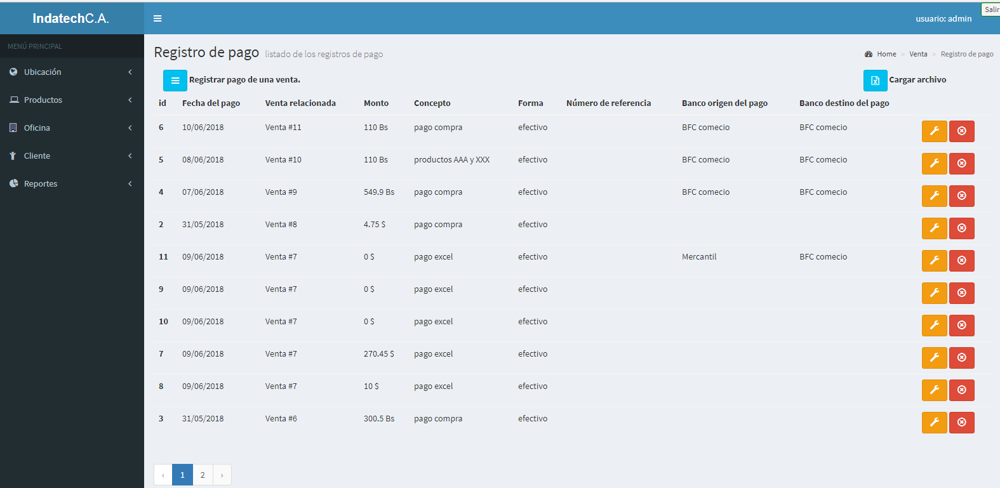 IndatechC.A.
usuario: admin
Salir
MENÚ PRINCIPAL
Ubicación
Productos
Oficina
Cliente
Reportes
Registro de pago listado de los registros de pago
Home > Venta > Registro de pago
Registrar pago de una venta.
Cargar archivo
id Fecha del pago Venta relacionada Monto Concepto Forma Número de referencia Banco origen del pago Banco destino del pago
6 10/06/2018 Venta #11 110 Bs pago compra efectivo BFC comecio BFC comecio
5 08/06/2018 Venta #10 110 Bs productos AAA y XXX efectivo BFC comecio BFC comecio
4 07/06/2018 Venta #9 549.9 Bs pago compra efectivo BFC comecio BFC comecio
2 31/05/2018 Venta #8 4.75 $ pago compra efectivo
11 09/06/2018 Venta #7 0 $ pago excel efectivo Mercantil BFC comecio
9 09/06/2018 Venta #7 0 $ pago excel efectivo
10 09/06/2018 Venta #7 0 $ pago excel efectivo
7 09/06/2018 Venta #7 270.45 $ pago excel efectivo
8 09/06/2018 Venta #7 10 $ pago excel efectivo
3 31/05/2018 Venta #6 300.5 Bs pago compra efectivo
‹ 1 2 ›